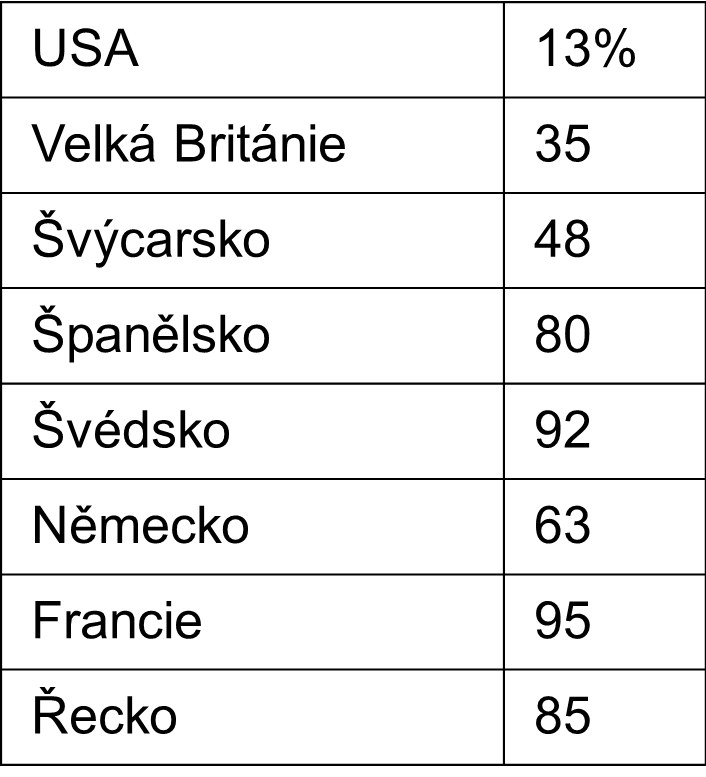 USA 13%
Velká Británie 35
Švýcarsko 48
Španělsko 80
Švédsko 92
Německo 63
Francie 95
Řecko 85